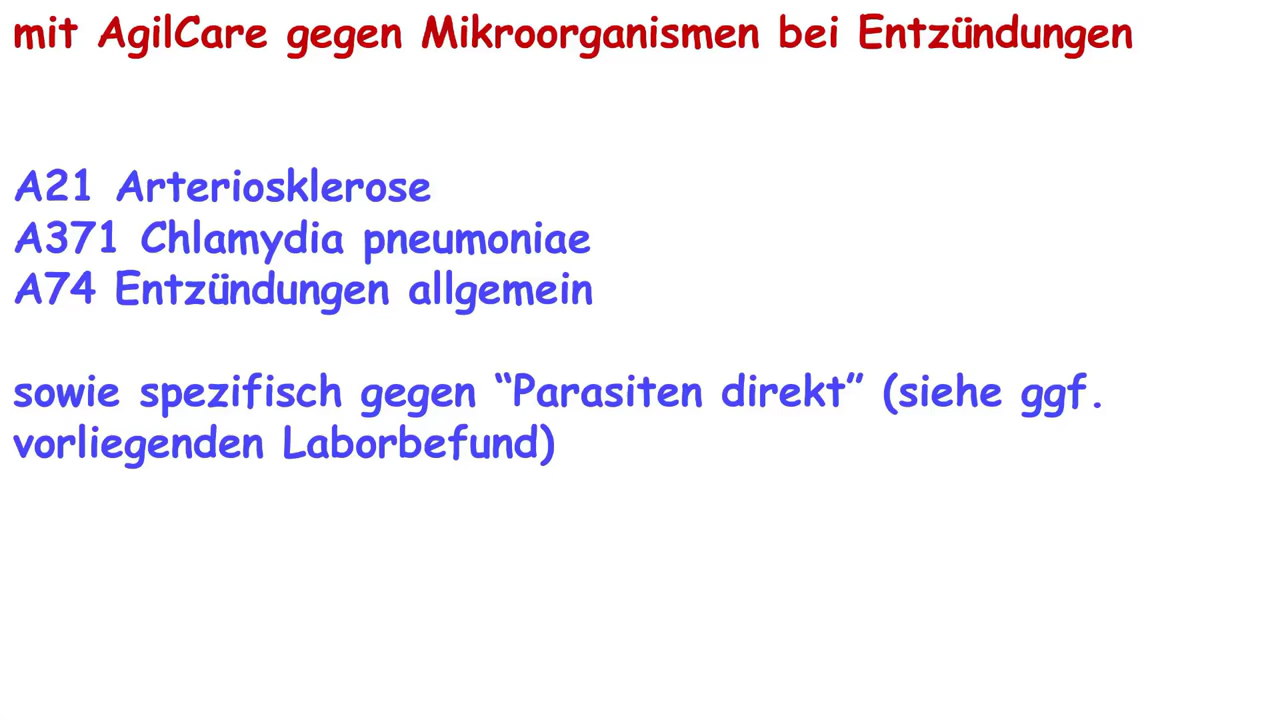 mit AgilCare gegen Mikroorganismen bei Entzündungen
A21 Arteriosklerose
A371 Chlamydia pneumoniae
A74 Entzündungen allgemein
sowie spezifisch gegen “Parasiten direkt” (siehe ggf.
vorliegenden Laborbefund)